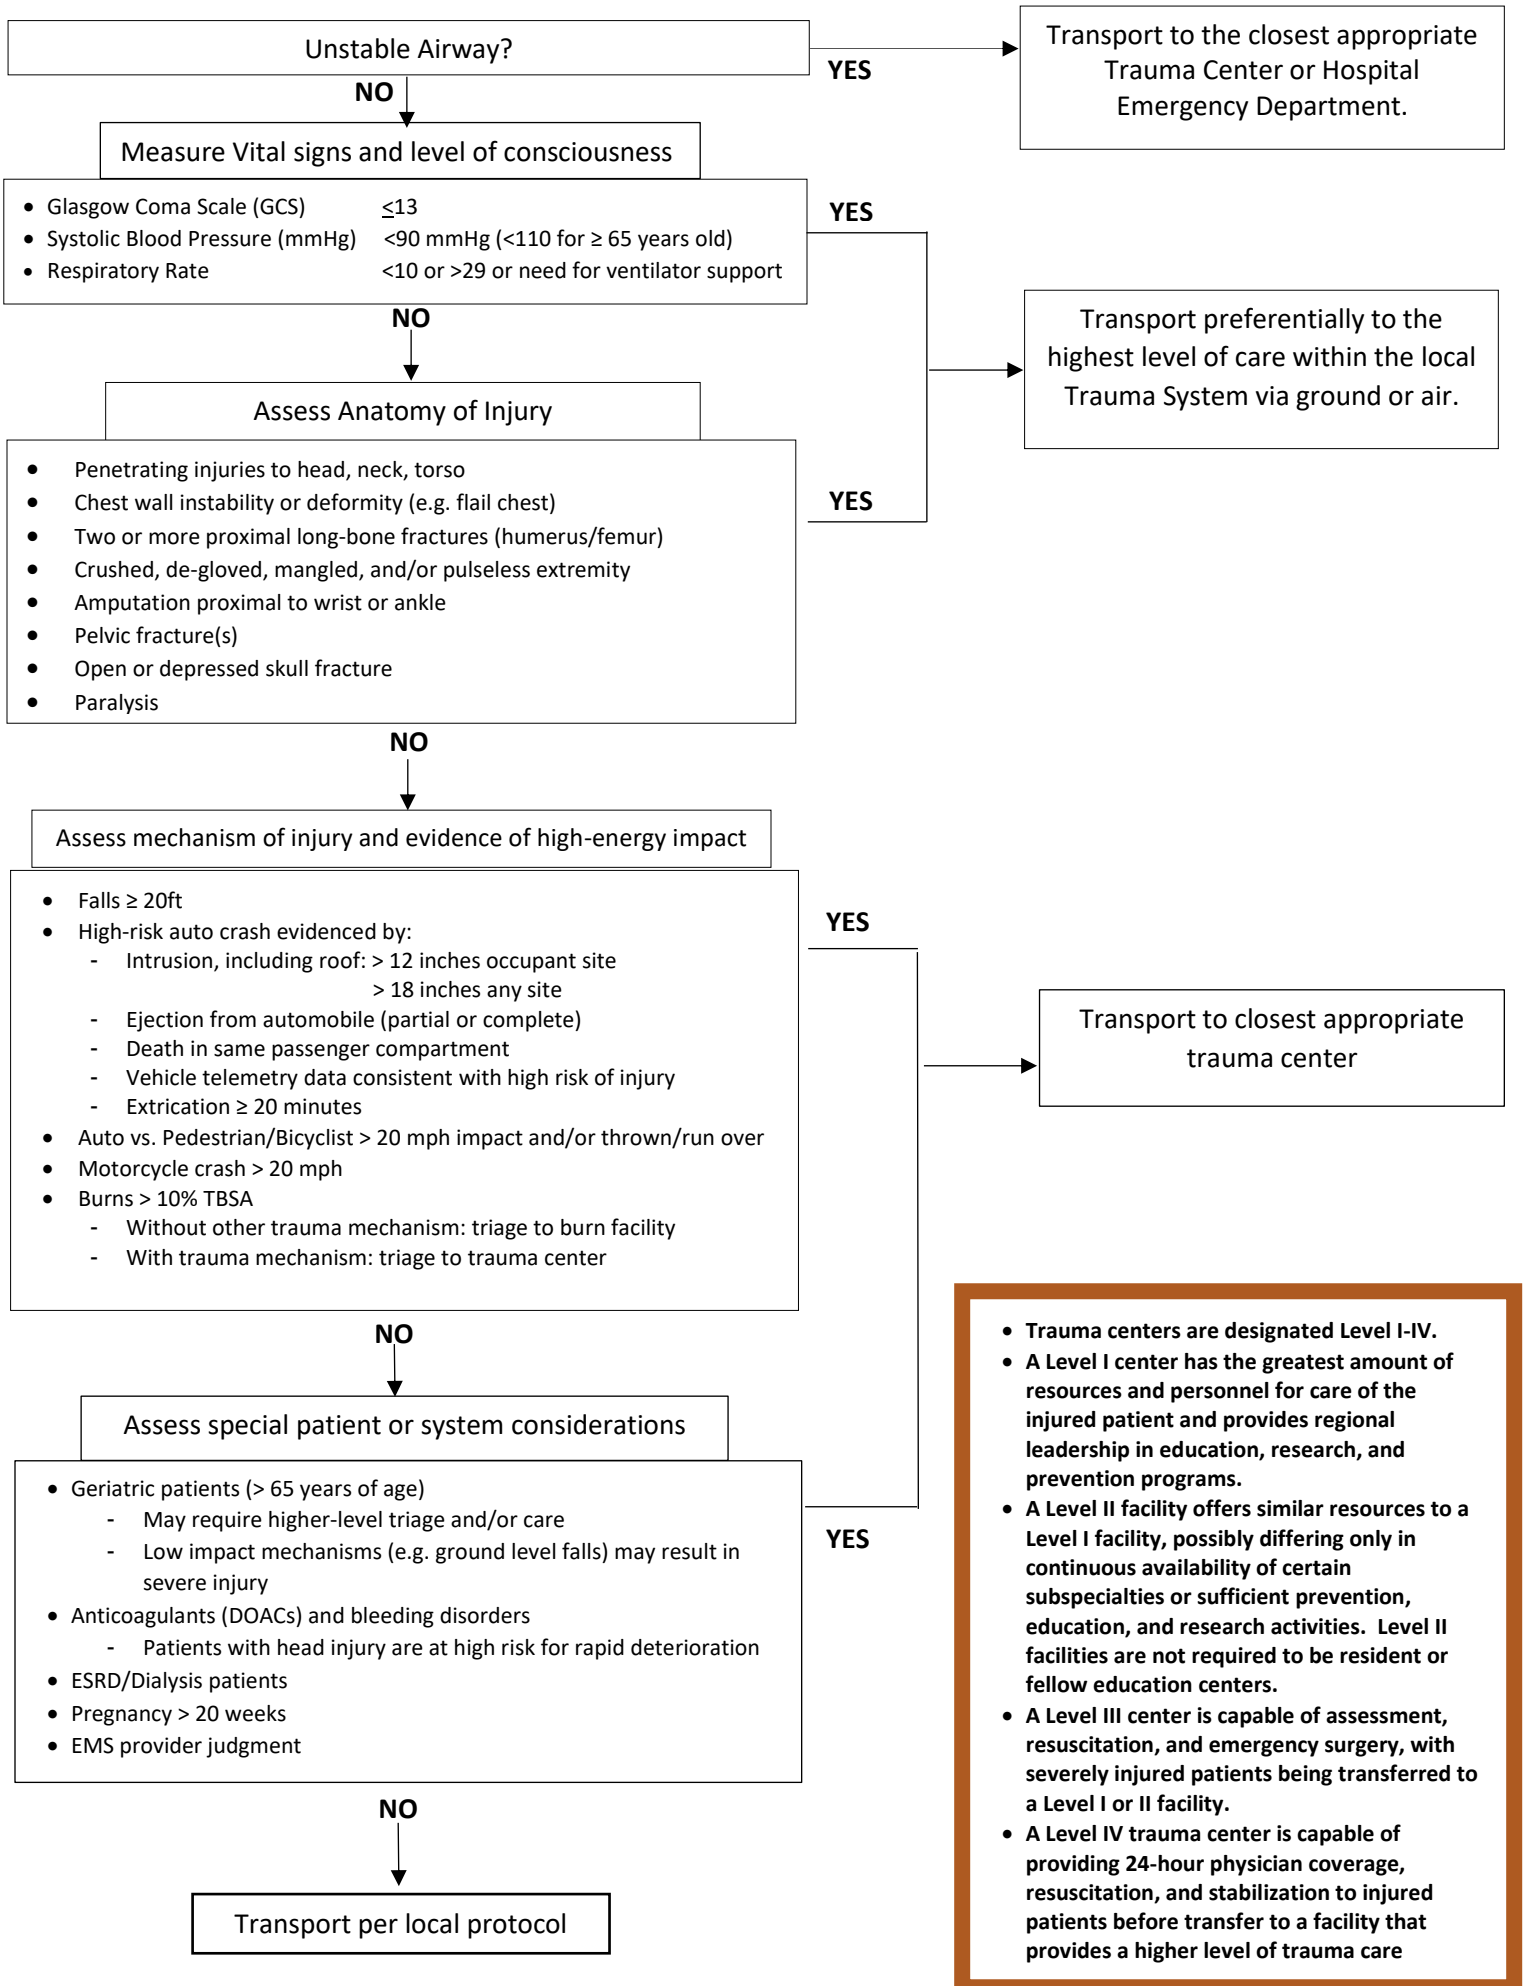 Unstable Airway?
YES
Transport to the closest appropriate
Trauma Center or Hospital
Emergency Department.
NO
Measure Vital signs and level of consciousness
• Glasgow Coma Scale (GCS) <13
• Systolic Blood Pressure (mmHg) <90 mmHg (<110 for ≥ 65 years old)
• Respiratory Rate <10 or >29 or need for ventilator support
YES
NO
Transport preferentially to the
highest level of care within the local
Trauma System via ground or air.
Assess Anatomy of Injury
• Penetrating injuries to head, neck, torso
• Chest wall instability or deformity (e.g. flail chest)
• Two or more proximal long-bone fractures (humerus/femur)
• Crushed, de-gloved, mangled, and/or pulseless extremity
• Amputation proximal to wrist or ankle
• Pelvic fracture(s)
• Open or depressed skull fracture
• Paralysis
YES
NO
Assess mechanism of injury and evidence of high-energy impact
• Falls ≥ 20ft
• High-risk auto crash evidenced by:
- Intrusion, including roof: > 12 inches occupant site
> 18 inches any site
- Ejection from automobile (partial or complete)
- Death in same passenger compartment
- Vehicle telemetry data consistent with high risk of injury
- Extrication ≥ 20 minutes
• Auto vs. Pedestrian/Bicyclist > 20 mph impact and/or thrown/run over
• Motorcycle crash > 20 mph
• Burns > 10% TBSA
- Without other trauma mechanism: triage to burn facility
- With trauma mechanism: triage to trauma center
YES
Transport to closest appropriate
trauma center
NO
Assess special patient or system considerations
• Geriatric patients (> 65 years of age)
- May require higher-level triage and/or care
- Low impact mechanisms (e.g. ground level falls) may result in
severe injury
• Anticoagulants (DOACs) and bleeding disorders
- Patients with head injury are at high risk for rapid deterioration
• ESRD/Dialysis patients
• Pregnancy > 20 weeks
• EMS provider judgment
YES
NO
Transport per local protocol
• Trauma centers are designated Level I-IV.
• A Level I center has the greatest amount of
resources and personnel for care of the
injured patient and provides regional
leadership in education, research, and
prevention programs.
• A Level II facility offers similar resources to a
Level I facility, possibly differing only in
continuous availability of certain
subspecialties or sufficient prevention,
education, and research activities. Level II
facilities are not required to be resident or
fellow education centers.
• A Level III center is capable of assessment,
resuscitation, and emergency surgery, with
severely injured patients being transferred to
a Level I or II facility.
• A Level IV trauma center is capable of
providing 24-hour physician coverage,
resuscitation, and stabilization to injured
patients before transfer to a facility that
provides a higher level of trauma care